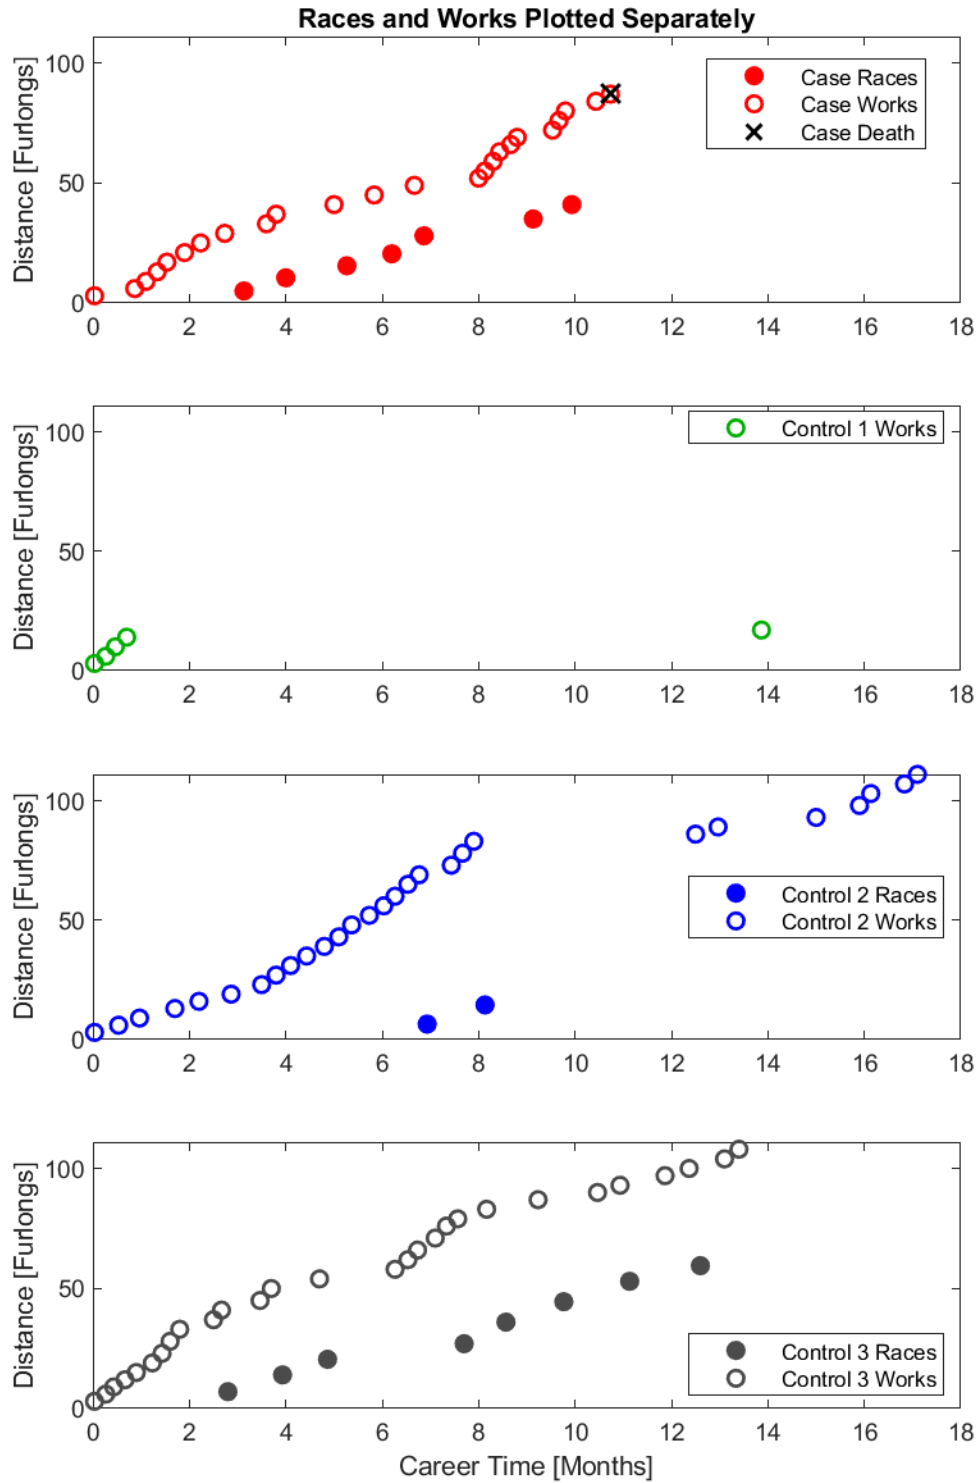 Races and Works Plotted Separately
Distance [Furlongs]
100
50
0
Case Races
Case Works
Case Death
0 2 4 6 8 10 12 14 16 18
Distance [Furlongs]
100
50
0
Control 1 Works
0 2 4 6 8 10 12 14 16 18
Distance [Furlongs]
100
50
0
Control 2 Races
Control 2 Works
0 2 4 6 8 10 12 14 16 18
Distance [Furlongs]
100
50
0
Control 3 Races
Control 3 Works
0 2 4 6 8 10 12 14 16 18
Career Time [Months]